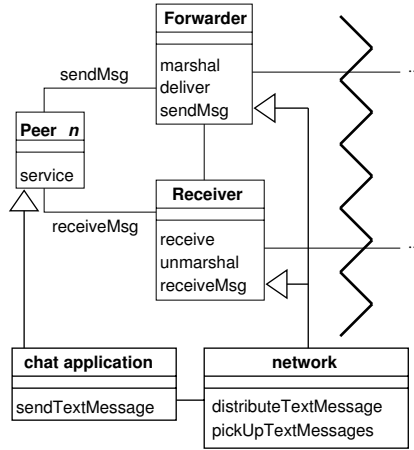 Forwarder
marshal
deliver
sendMsg
sendMsg
Peer n
service
receiveMsg
Receiver
receive
unmarshal
receiveMsg
chat application
sendTextMessage
network
distributeTextMessage
pickUpTextMessages